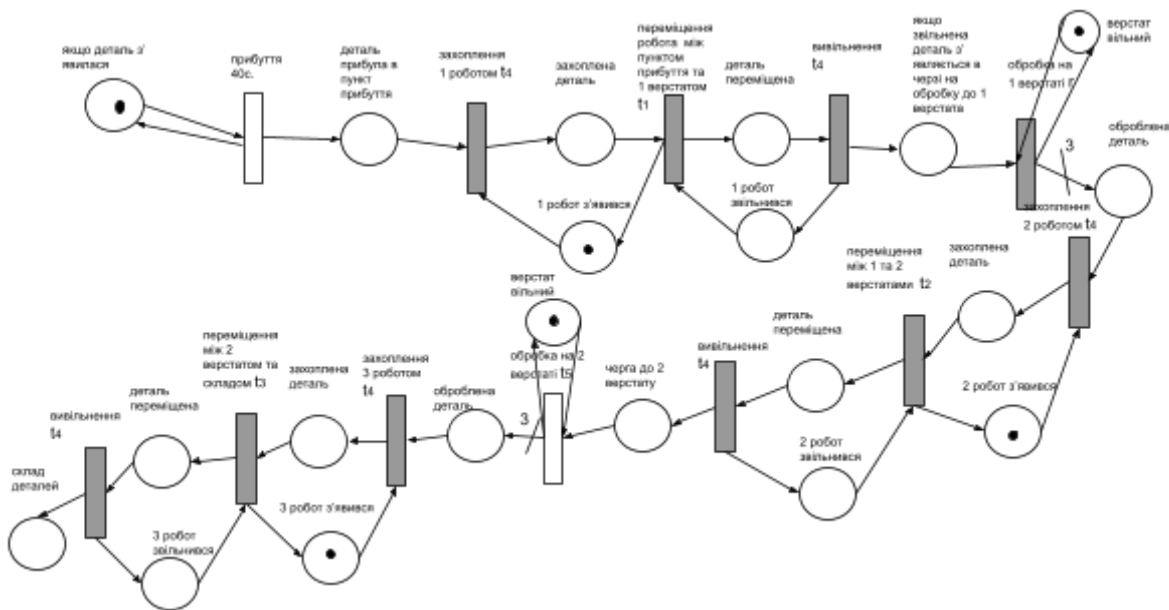 якщо деталь з'
явилася
прибуття
40с.
деталь
прибула в
пункт
прибуття
захоплення
1 роботом t4
захоплена
деталь
переміщення
робота між
пунктом
прибуття та
1 верстатом
t1
деталь
переміщена
вивільнення
t4
якщо
звільнена
деталь з'
являється в
черзі на
обробку до 1
верстата
верстат
вільний
обробка на
1 верстаті
3
оброблена
деталь
1 робот з'явився
1 робот
звільнився
захоплення
2 роботом t4
захоплена
деталь
переміщення
між 1 та 2
верстатами t2
2 робот з'явився
деталь
переміщена
2 робот
звільнився
вивільнення
t4
черга до 2
верстату
верстат
вільний
обробка на 2
верстаті t5
3
оброблена
деталь
захоплення
3 роботом
t4
захоплена
деталь
переміщення
між 2
верстатом та
складом t3
3 робот з'явився
деталь
переміщена
3 робот
звільнився
вивільнення
t4
склад
деталей